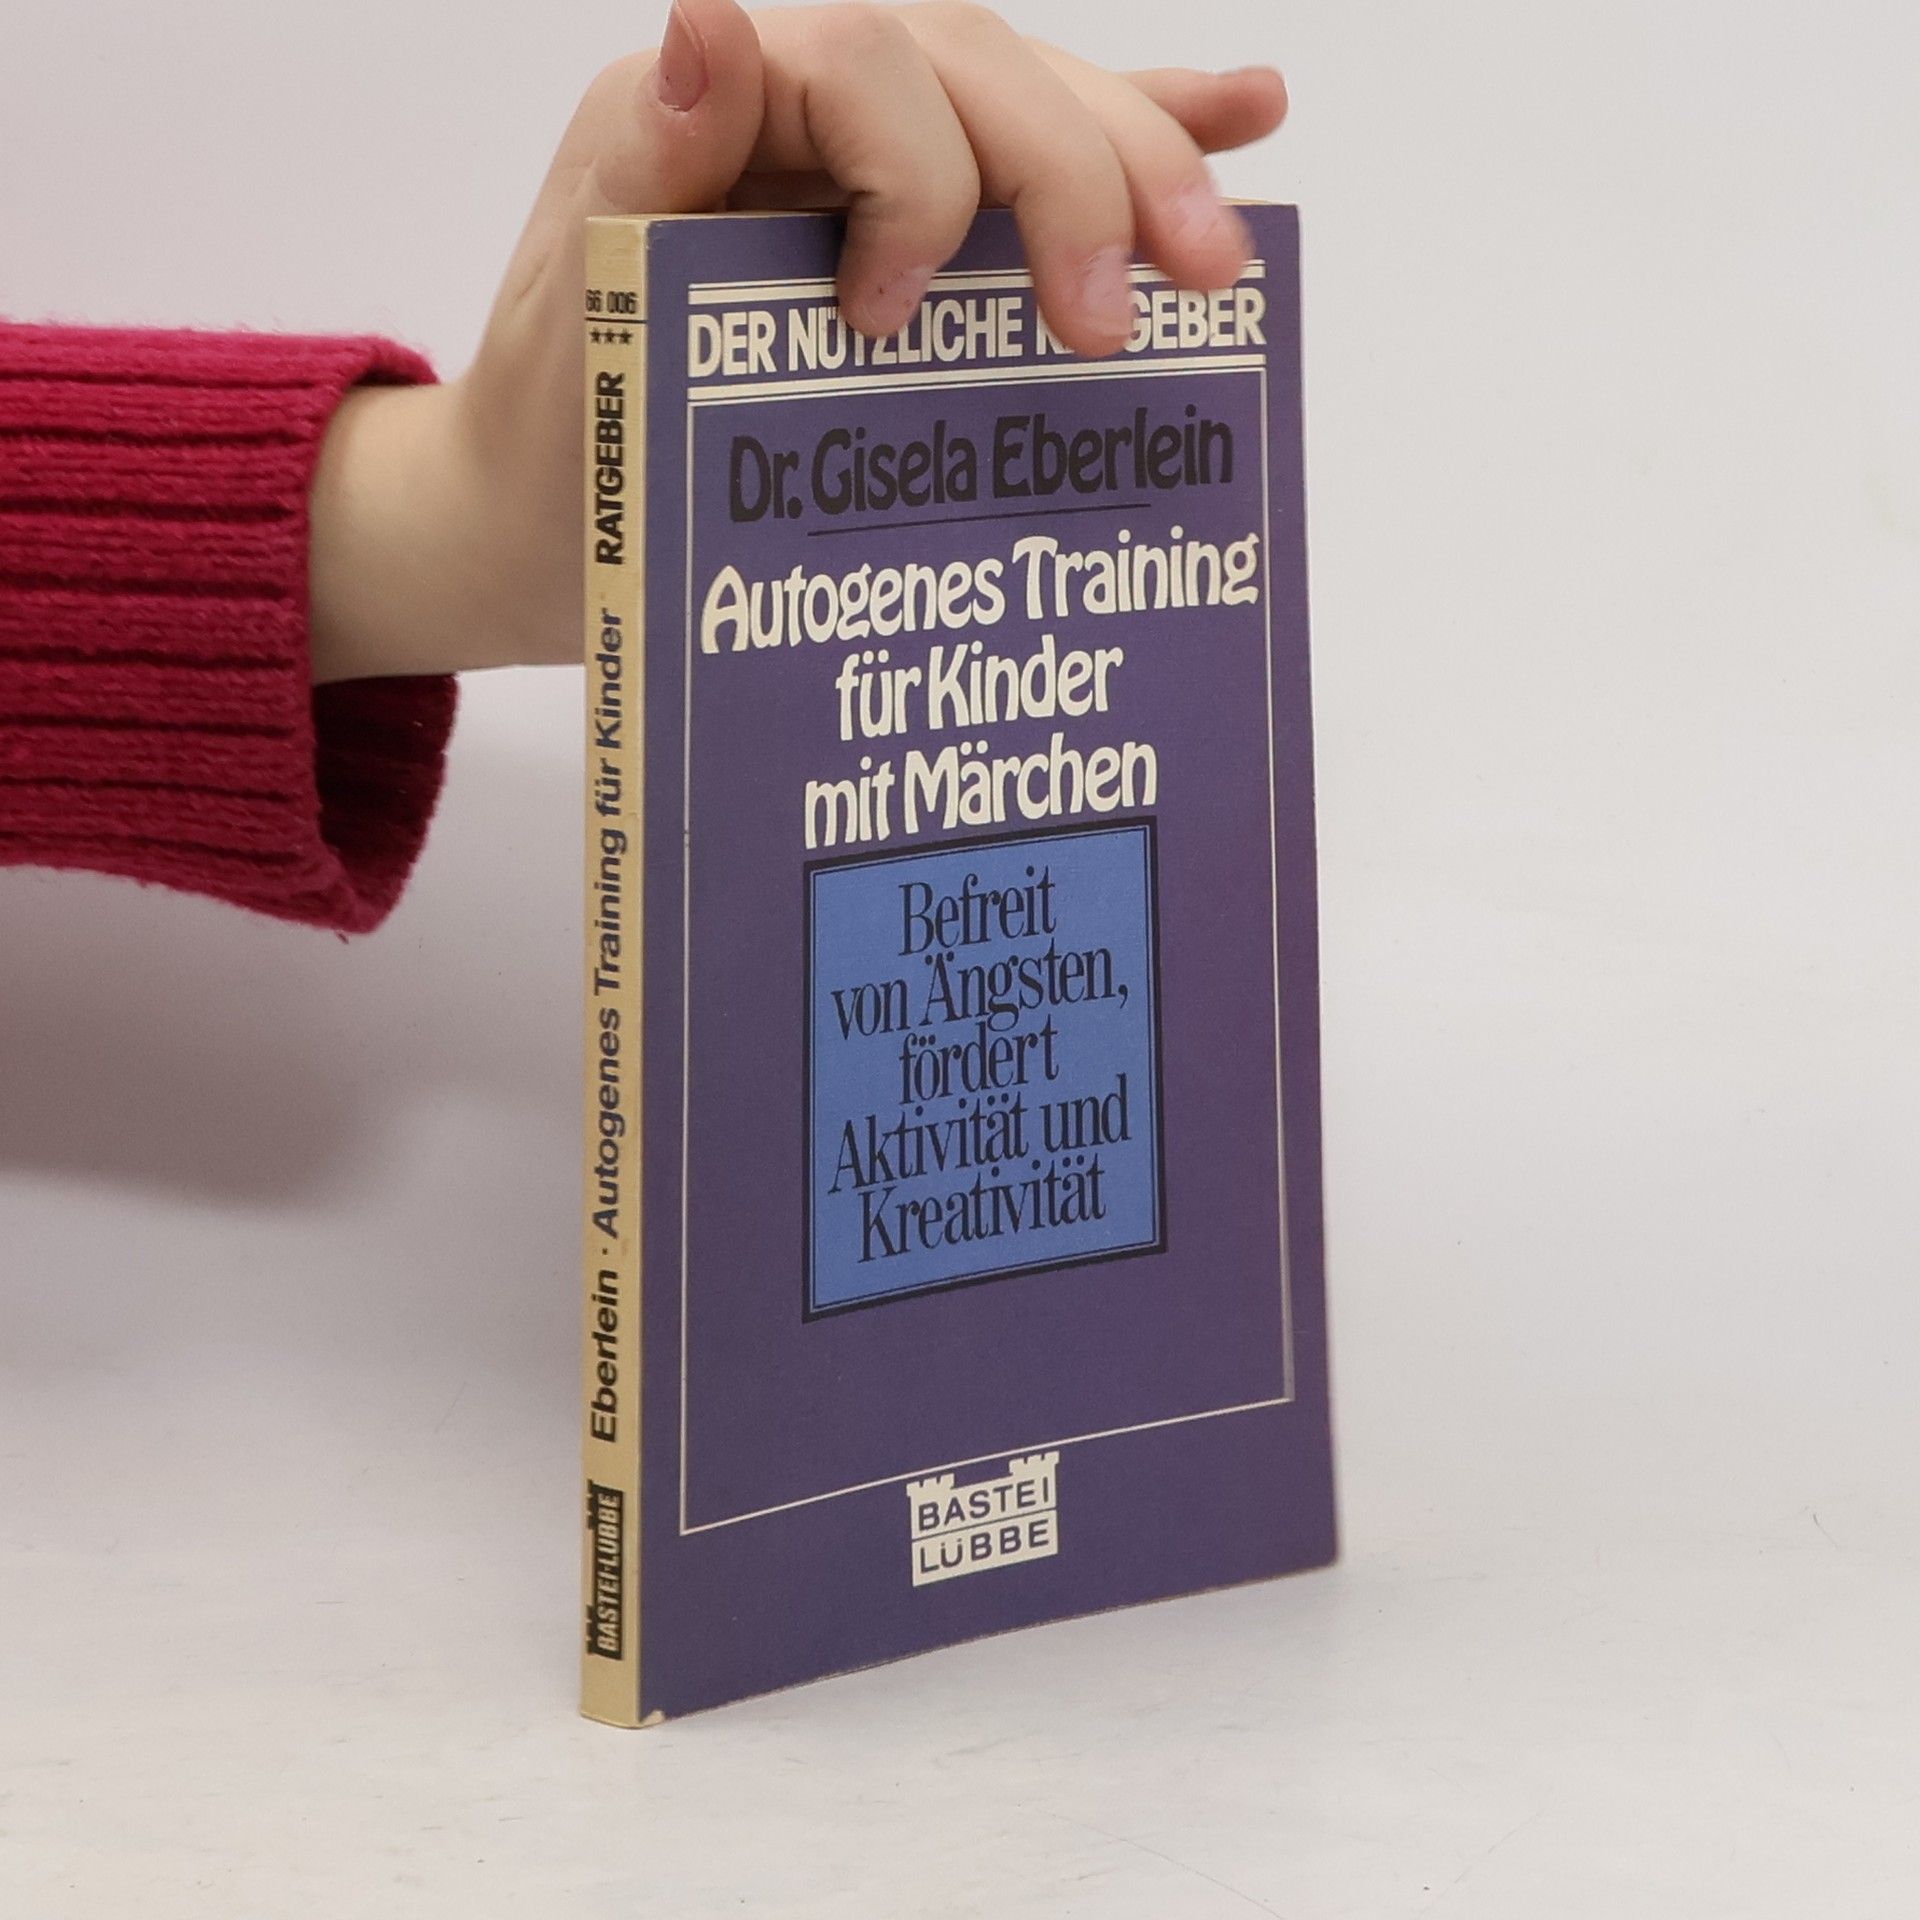 66 006
***
RATGEBER
Eberlein · Autogenes Training für Kinder
BASTEI-LÜBBE
DER NÜTZLICHE RATGEBER
Dr. Gisela Eberlein
Autogenes Training
für Kinder
mit Märchen
Befreit
von Ängsten,
fördert
Aktivität und
Kreativität
BASTEI
LÜBBE